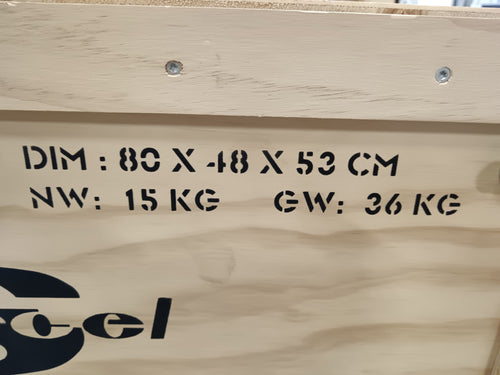 DIM : 80 X 48 X 53 CM
NW: 15 KG GW: 36 KG